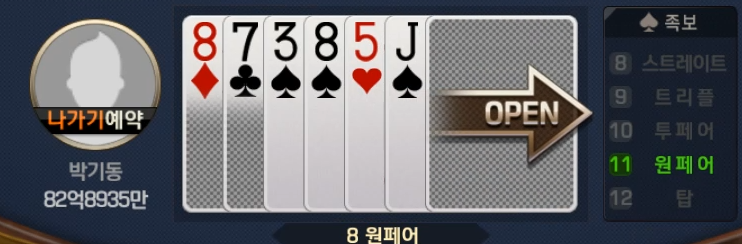 나가기예약
박기동
82억8935만
8 7 3 8 5 J
OPEN
8 원페어
족보
8 스트레이트
9 트리플
10 투페어
11 원페어
12 탑